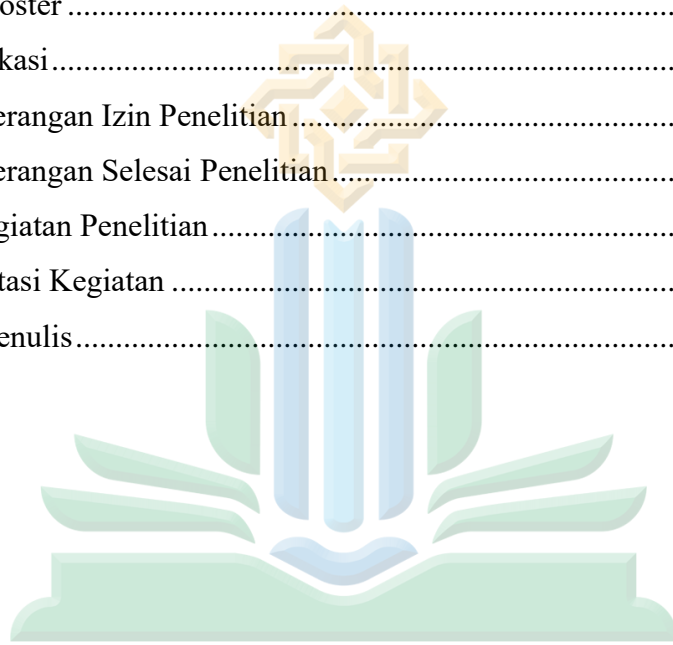 oster ..............................................................................
kasi................................................................................
erangan Izin Penelitian ...................................................
erangan Selesai Penelitian..............................................
giatan Penelitian..............................................................
tasi Kegiatan ...................................................................
enulis................................................................................